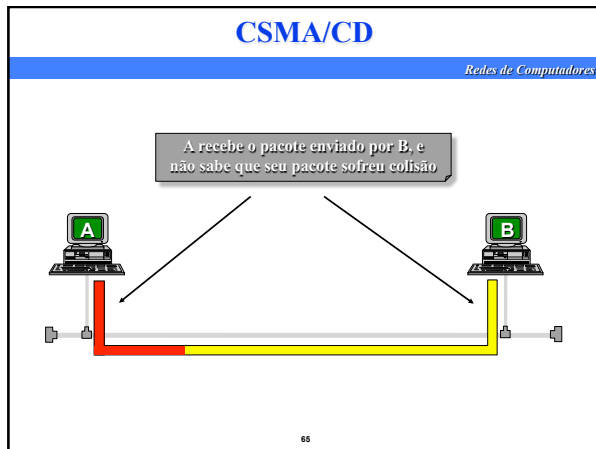 CSMA/CD
Redes de Computadores
A recebe o pacote enviado por B, e
não sabe que seu pacote sofreu colisão
A
B
65